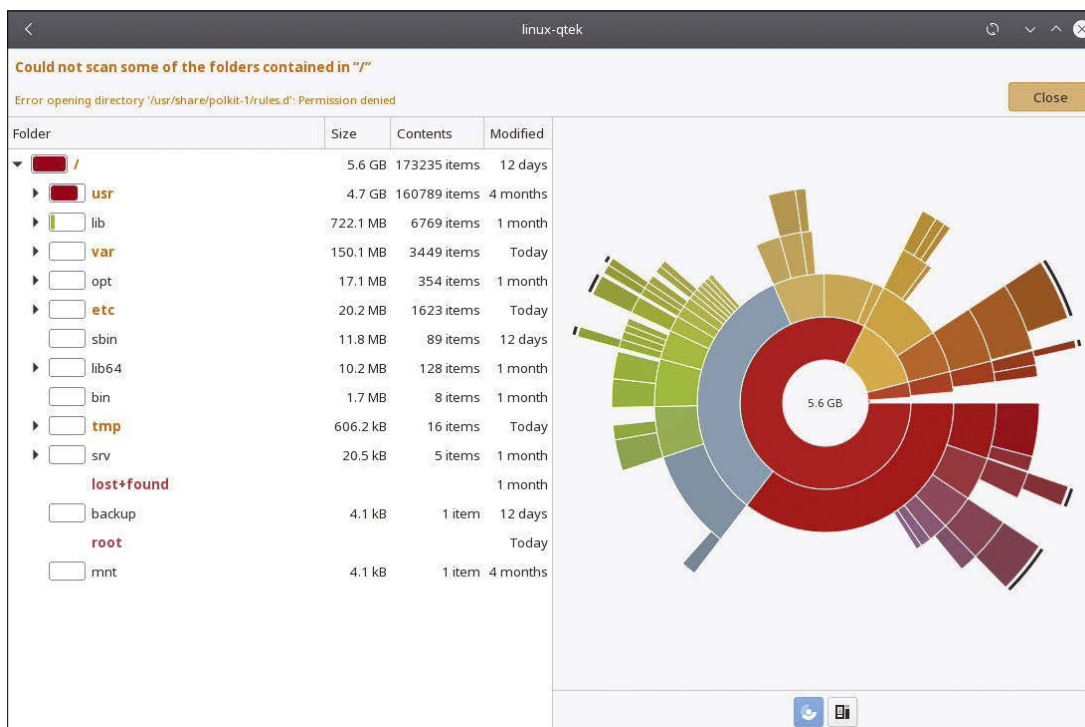 linux-qtek
Could not scan some of the folders contained in “/”
Error opening directory '/usr/share/polkit-1/rules.d': Permission denied
Close
Folder Size Contents Modified
/ 5.6 GB 173235 items 12 days
usr 4.7 GB 160789 items 4 months
lib 722.1 MB 6769 items 1 month
var 150.1 MB 3449 items Today
opt 17.1 MB 354 items 1 month
etc 20.2 MB 1623 items Today
sbin 11.8 MB 89 items 12 days
lib64 10.2 MB 128 items 1 month
bin 1.7 MB 8 items 1 month
tmp 606.2 kB 16 items Today
srv 20.5 kB 5 items 1 month
lost+found 1 month
backup 4.1 kB 1 item 12 days
root Today
mnt 4.1 kB 1 item 4 months
5.6 GB